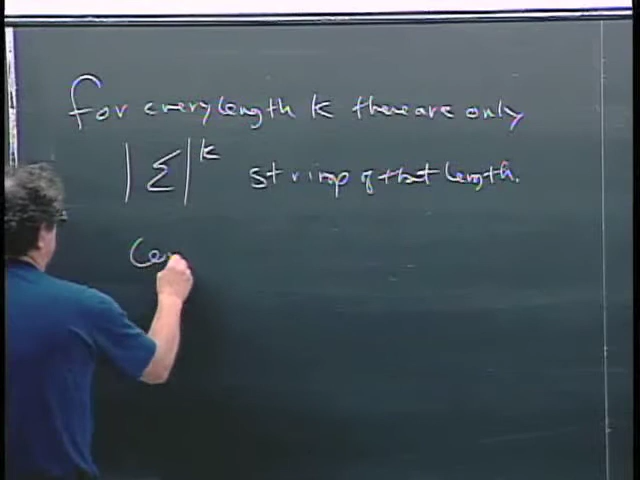 For every length k there are only
|Σ|^k strings of that length.